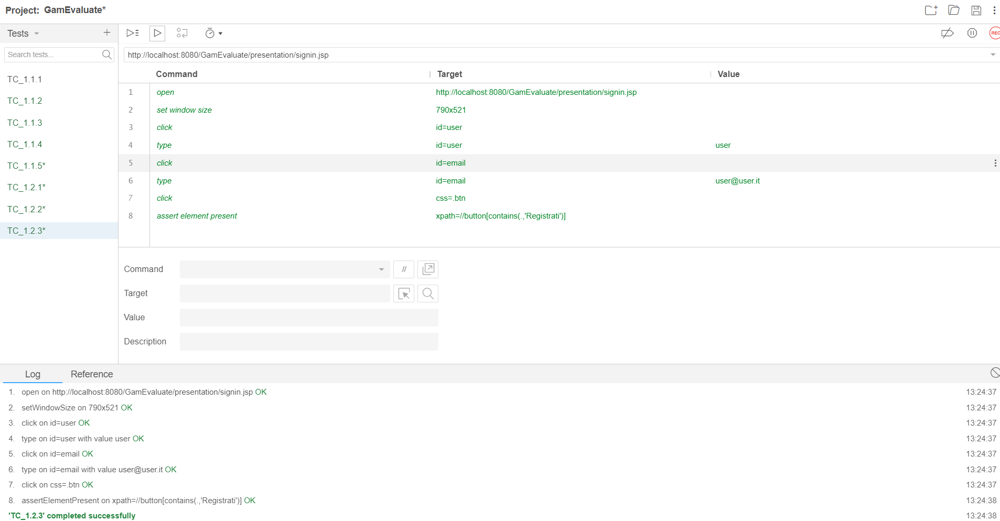 Project: GamEvaluate*
Tests
REC
Search tests...
http://localhost:8080/GamEvaluate/presentation/signin.jsp
Command Target Value
TC_1.1.1
TC_1.1.2
TC_1.1.3
TC_1.1.4
TC_1.1.5*
TC_1.2.1*
TC_1.2.2*
TC_1.2.3*
1 open http://localhost:8080/GamEvaluate/presentation/signin.jsp
2 set window size 790x521
3 click id=user
4 type id=user user
5 click id=email
6 type id=email user@user.it
7 click css=.btn
8 assert element present xpath=//button[contains(.,'Registrati')]
Command //
Target
Value
Description
Log Reference
1. open on http://localhost:8080/GamEvaluate/presentation/signin.jsp OK 13:24:37
2. setWindowSize on 790x521 OK 13:24:37
3. click on id=user OK 13:24:37
4. type on id=user with value user OK 13:24:37
5. click on id=email OK 13:24:37
6. type on id=email with value user@user.it OK 13:24:37
7. click on css=.btn OK 13:24:37
8. assertElementPresent on xpath=//button[contains(.,'Registrati')] OK 13:24:38
'TC_1.2.3' completed successfully 13:24:38